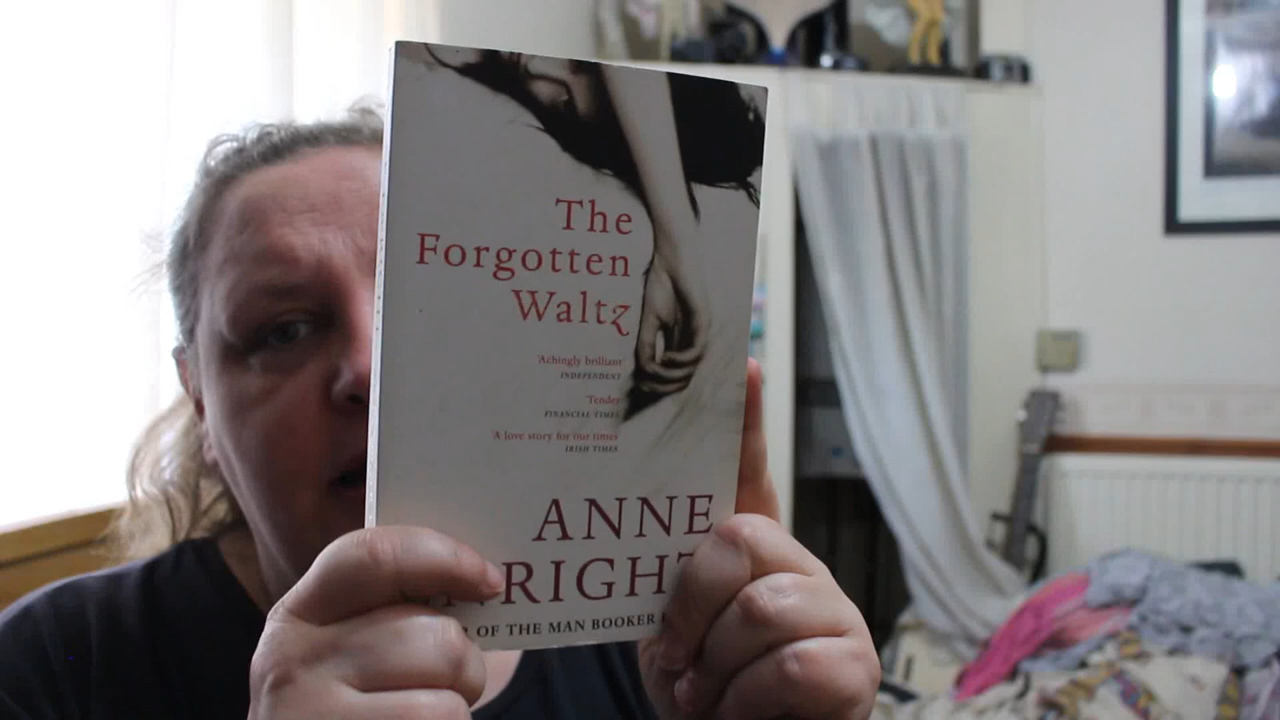 The
Forgotten
Waltz
'Achingly brilliant'
INDEPENDENT
'Tender'
FINANCIAL TIMES
'A love story for our times'
IRISH TIMES
ANNE
NRIGHT
R OF THE MAN BOOKER